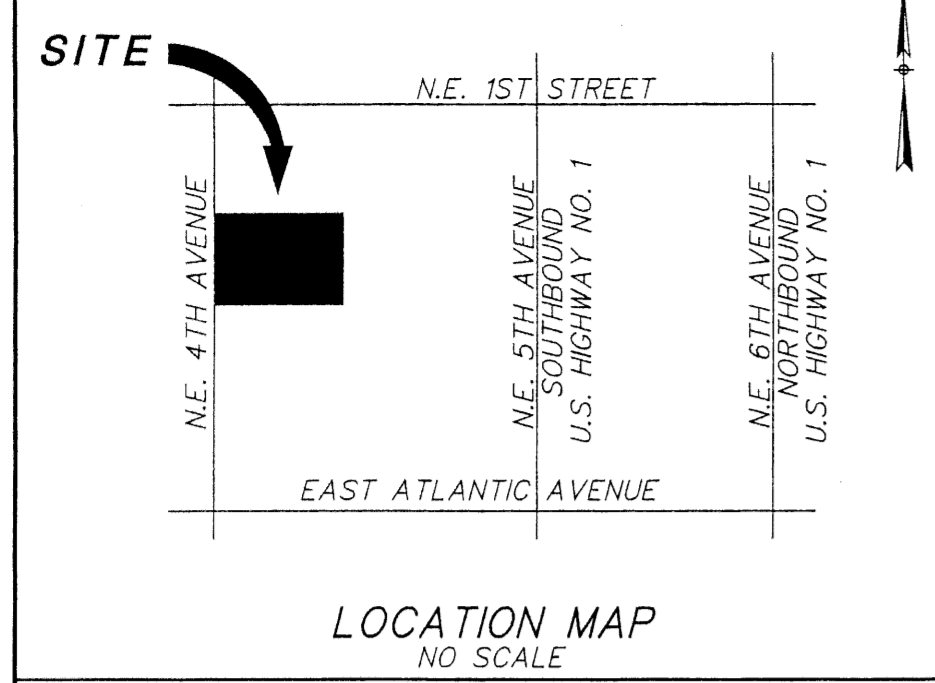 SITE
N.E. 1ST STREET
N.E. 4TH AVENUE
N.E. 5TH AVENUE
SOUTHBOUND
U.S. HIGHWAY NO. 1
N.E. 6TH AVENUE
NORTHBOUND
U.S. HIGHWAY NO. 1
EAST ATLANTIC AVENUE
LOCATION MAP
NO SCALE